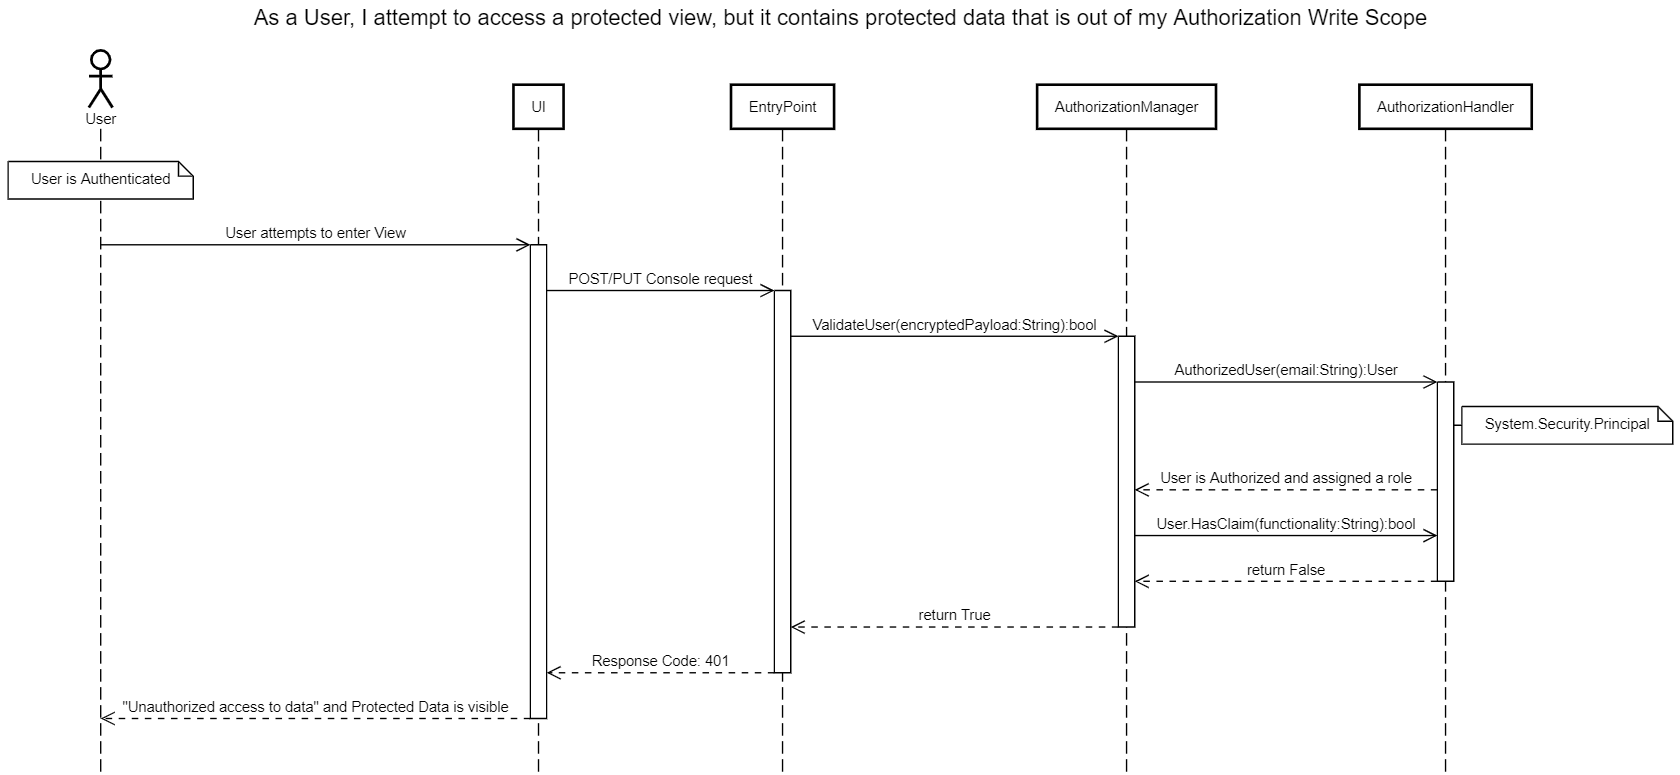 As a User, I attempt to access a protected view, but it contains protected data that is out of my Authorization Write Scope
User
UI
EntryPoint
AuthorizationManager
AuthorizationHandler
User is Authenticated
User attempts to enter View
POST/PUT Console request
ValidateUser(encryptedPayload:String):bool
AuthorizedUser(email:String):User
System.Security.Principal
User is Authorized and assigned a role
User.HasClaim(functionality:String):bool
return False
return True
Response Code: 401
"Unauthorized access to data" and Protected Data is visible